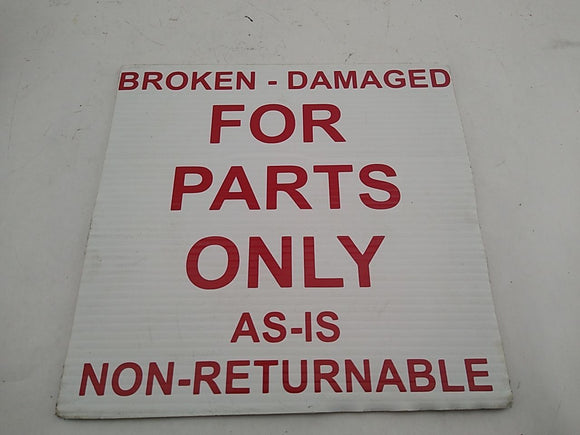 BROKEN - DAMAGED
FOR
PARTS
ONLY
AS-IS
NON-RETURNABLE